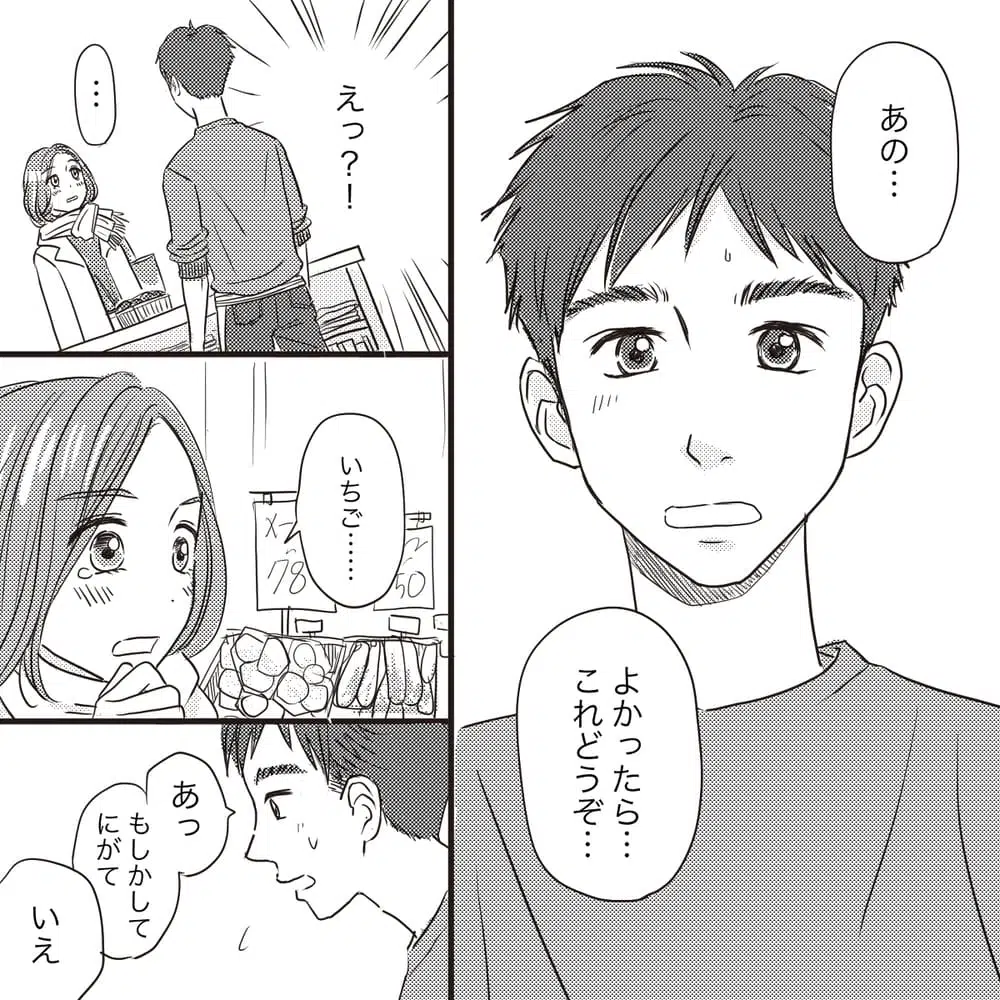 あの…
よかったら…
これどうぞ…
えっ？！
…
いちご……
78
50
あっ
もしかして
にがて
いえ